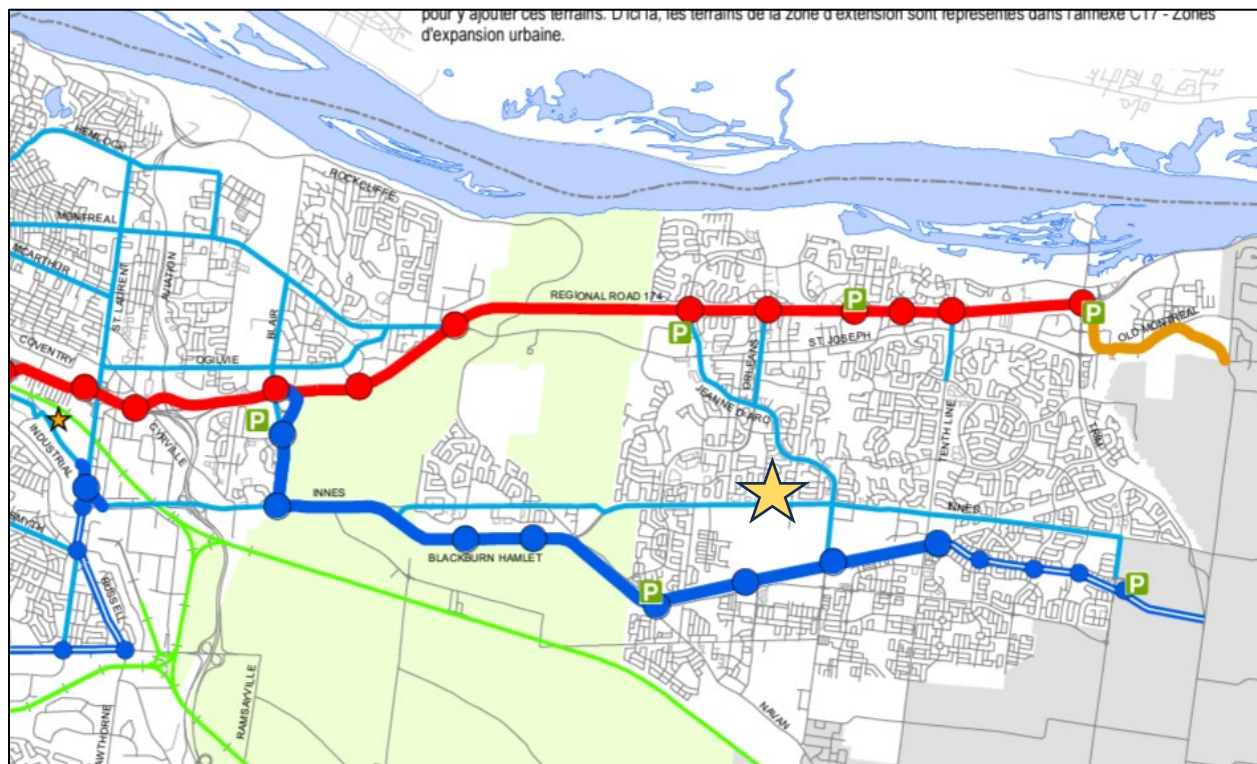 pour y ajouter ces terrains. D'ici là, les terrains de la zone d'extension sont représentés dans l'annexe C17 - Zones
d'expansion urbaine.
HEMLOCK
ROCKCLIFFE
MONTREAL
MCARTHUR
AVIATION
ST LAURENT
REGIONAL ROAD 174
BLAIR
P
P
OLD MONTREAL
P
ST JOSEPH
COVENTRY
OGILVIE
ORLEANS
JEANNE D'ARC
P
CYRVILLE
TENTH LINE
TRIM
INDUSTRIAL
INNES
INNES
SMYTH
BLACKBURN HAMLET
RUSSELL
P
P
RAMSAYVILLE
NAVAN
AWTHORNE